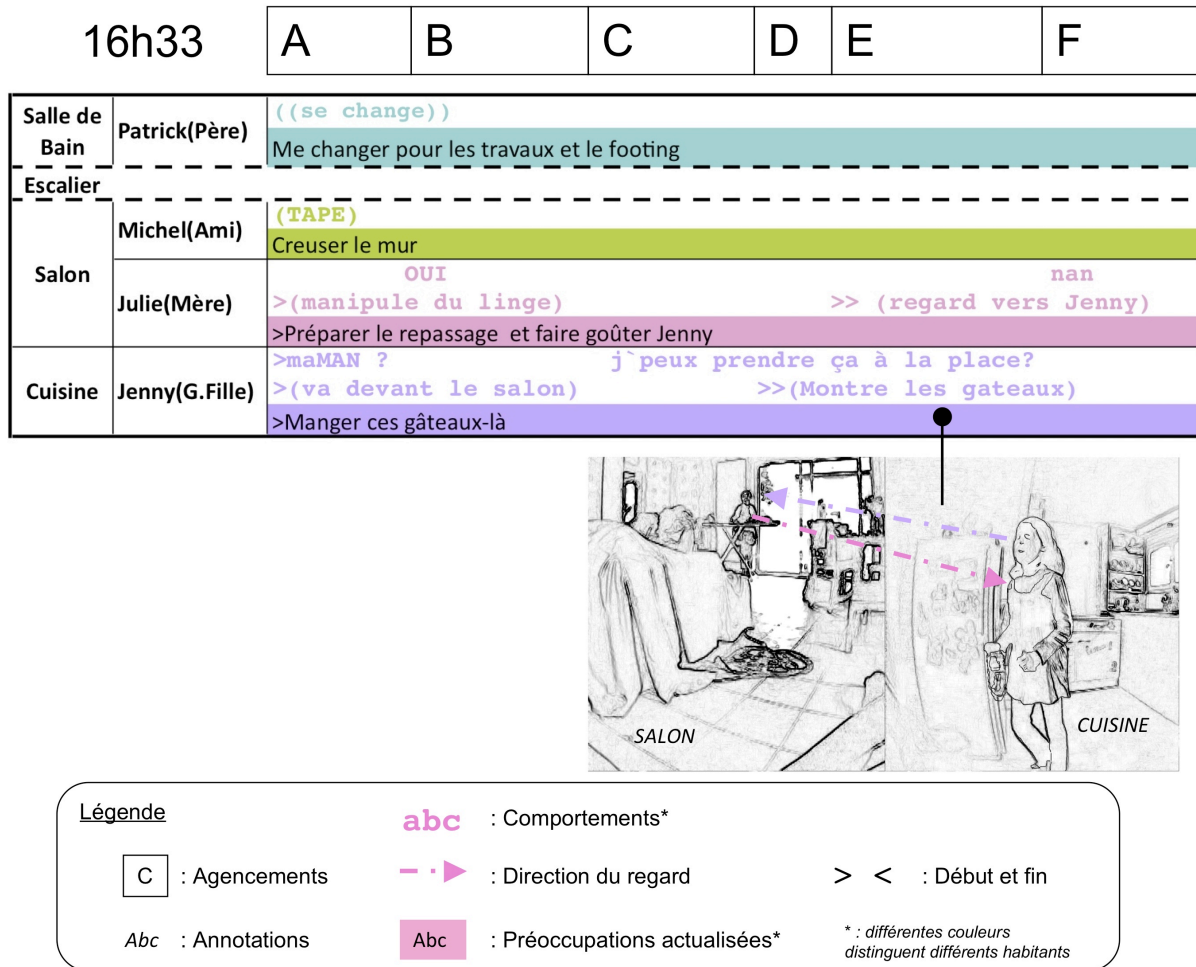 16h33 A B C D E F
Salle de Bain Patrick(Père) ((se change))
Me changer pour les travaux et le footing
Escalier
Salon Michel(Ami) (TAPE)
Creuser le mur
Julie(Mère) OUI nan
>(manipule du linge) >> (regard vers Jenny)
>Préparer le repassage et faire goûter Jenny
Cuisine Jenny(G.Fille) >maMAN ? j`peux prendre ça à la place?
>(va devant le salon) >>(Montre les gateaux)
>Manger ces gâteaux-là
SALON CUISINE
Légende
abc : Comportements*
C : Agencements : Direction du regard > < : Début et fin
Abc : Annotations Abc : Préoccupations actualisées* * : différentes couleurs
distinguent différents habitants